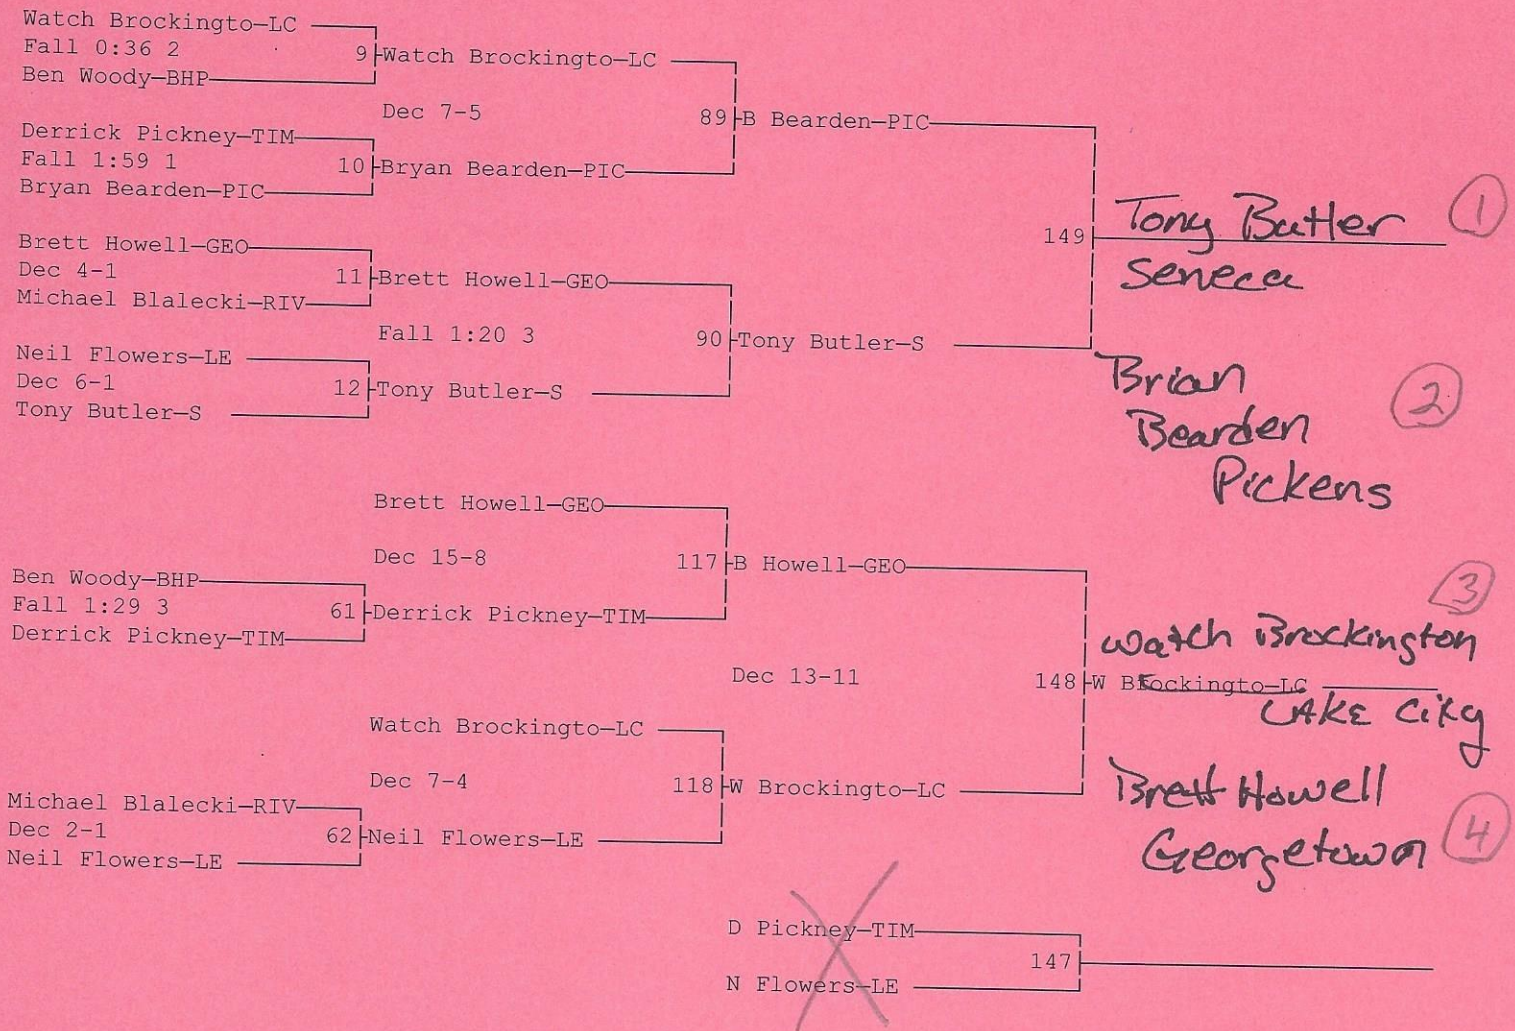 Watch Brockingto—LC
Fall 0:36 2
9 Watch Brockingto—LC
Ben Woody—BHP
Dec 7-5
89 B Bearden—PIC
Derrick Pickney—TIM
Fall 1:59 1
10 Bryan Bearden—PIC
Bryan Bearden—PIC
149 Tony Butler
Seneca
1
Brett Howell—GEO
Dec 4-1
11 Brett Howell—GEO
Michael Blalecki—RIV
Fall 1:20 3
90 Tony Butler—S
Neil Flowers—LE
Dec 6-1
12 Tony Butler—S
Tony Butler—S
Brian
Bearden
Pickens
2
Brett Howell—GEO
Dec 15-8
117 B Howell—GEO
Ben Woody—BHP
Fall 1:29 3
61 Derrick Pickney—TIM
Derrick Pickney—TIM
3
Watch Brockington
Dec 13-11
148 W Brockingto—LC
LAKE City
Watch Brockingto—LC
Dec 7-4
118 W Brockingto—LC
Michael Blalecki—RIV
Dec 2-1
62 Neil Flowers—LE
Neil Flowers—LE
Brett Howell
Georgetown
4
D Pickney—TIM
147
N Flowers—LE